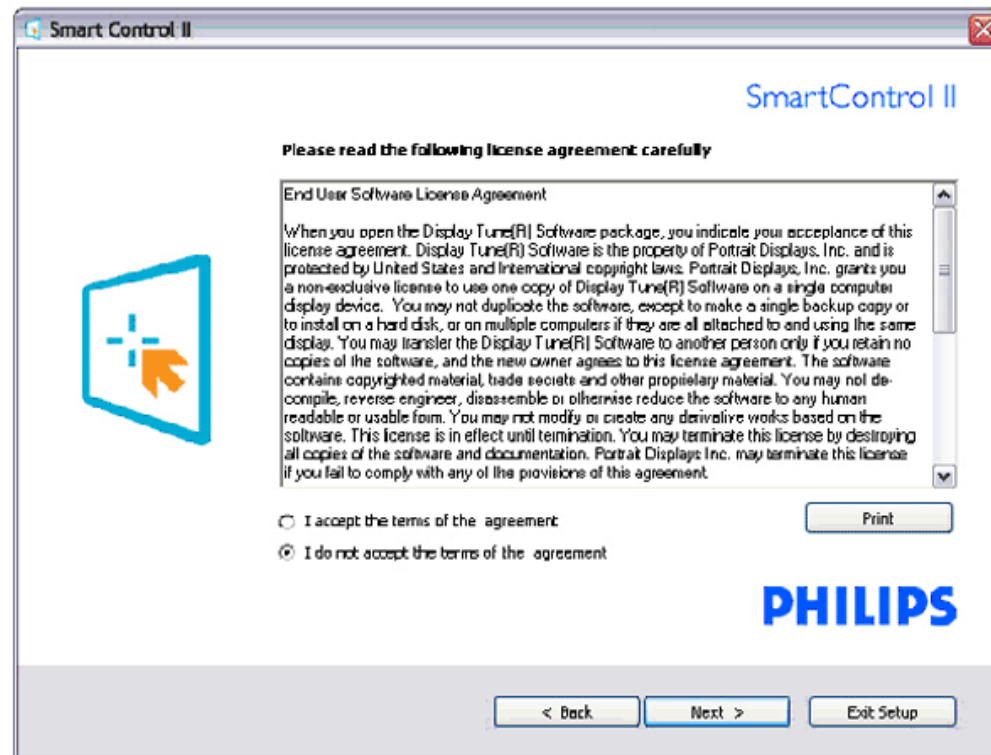 Smart Control II
SmartControl II
Please read the following license agreement carefully
End User Software License Agreement
When you open the Display Tune(R) Software package, you indicate your acceptance of this
license agreement. Display Tune(R) Software is the property of Portrait Displays, Inc. and is
protected by United States and International copyright laws. Portrait Displays, Inc. grants you
a non-exclusive license to use one copy of Display Tune(R) Software on a single computer
display device. You may not duplicate the software, except to make a single backup copy or
to install on a hard disk, or on multiple computers if they are all attached to and using the same
display. You may transfer the Display Tune(R) Software to another person only if you retain no
copies of the software, and the new owner agrees to this license agreement. The software
contains copyrighted material, trade secrets and other proprietary material. You may not de-
compile, reverse engineer, disassemble or otherwise reduce the software to any human
readable or usable form. You may not modify or create any derivative works based on the
software. This license is in effect until termination. You may terminate this license by destroying
all copies of the software and documentation. Portrait Displays Inc. may terminate this license
if you fail to comply with any of the provisions of this agreement.
I accept the terms of the agreement
Print
I do not accept the terms of the agreement
PHILIPS
< Back
Next >
Exit Setup